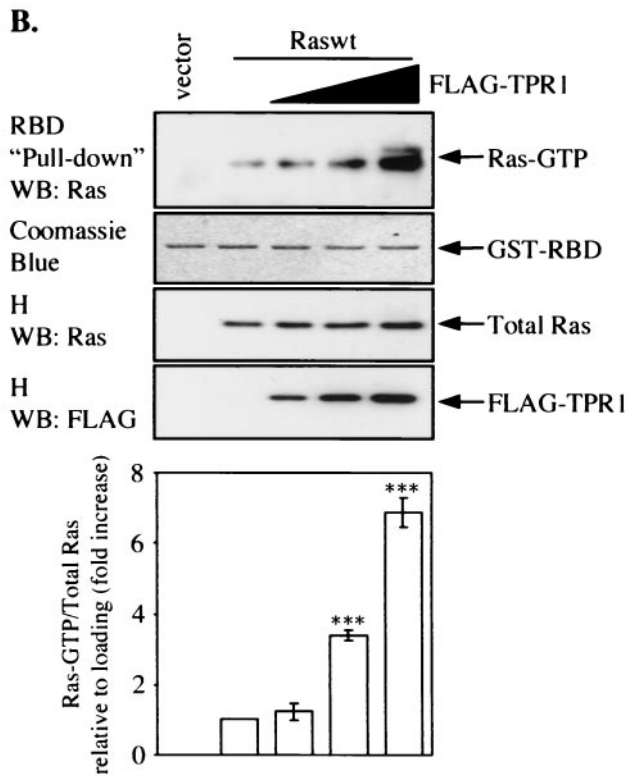 B.
vector
Raswt
FLAG-TPR1
RBD
“Pull-down”
WB: Ras
Ras-GTP
Coomassie
Blue
GST-RBD
H
WB: Ras
Total Ras
H
WB: FLAG
FLAG-TPR1
Ras-GTP/Total Ras
relative to loading (fold increase)
8
6
4
2
0
***
***